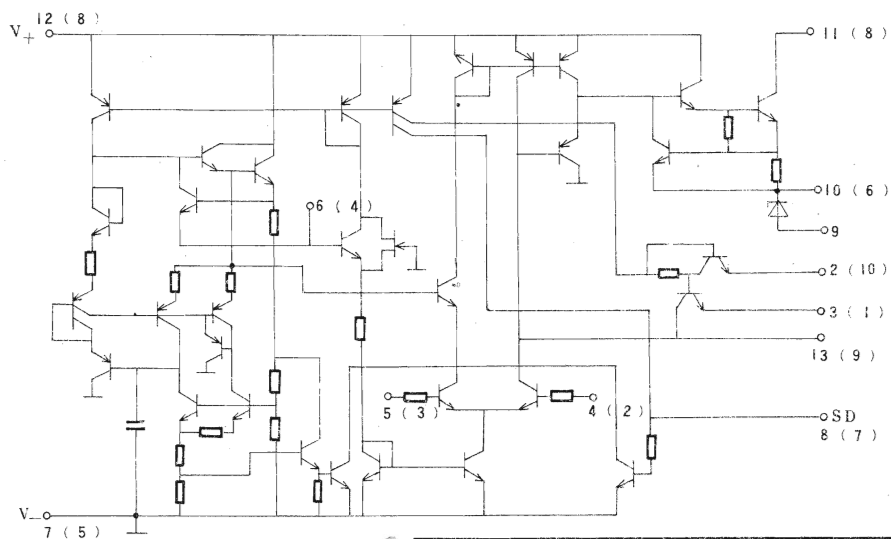 12 ( 8 )
V+
11 ( 8 )
6 ( 4 )
10 ( 6 )
9
2 ( 10 )
3 ( 1 )
13 ( 9 )
5 ( 3 )
4 ( 2 )
SD
8 ( 7 )
V-
7 ( 5 )